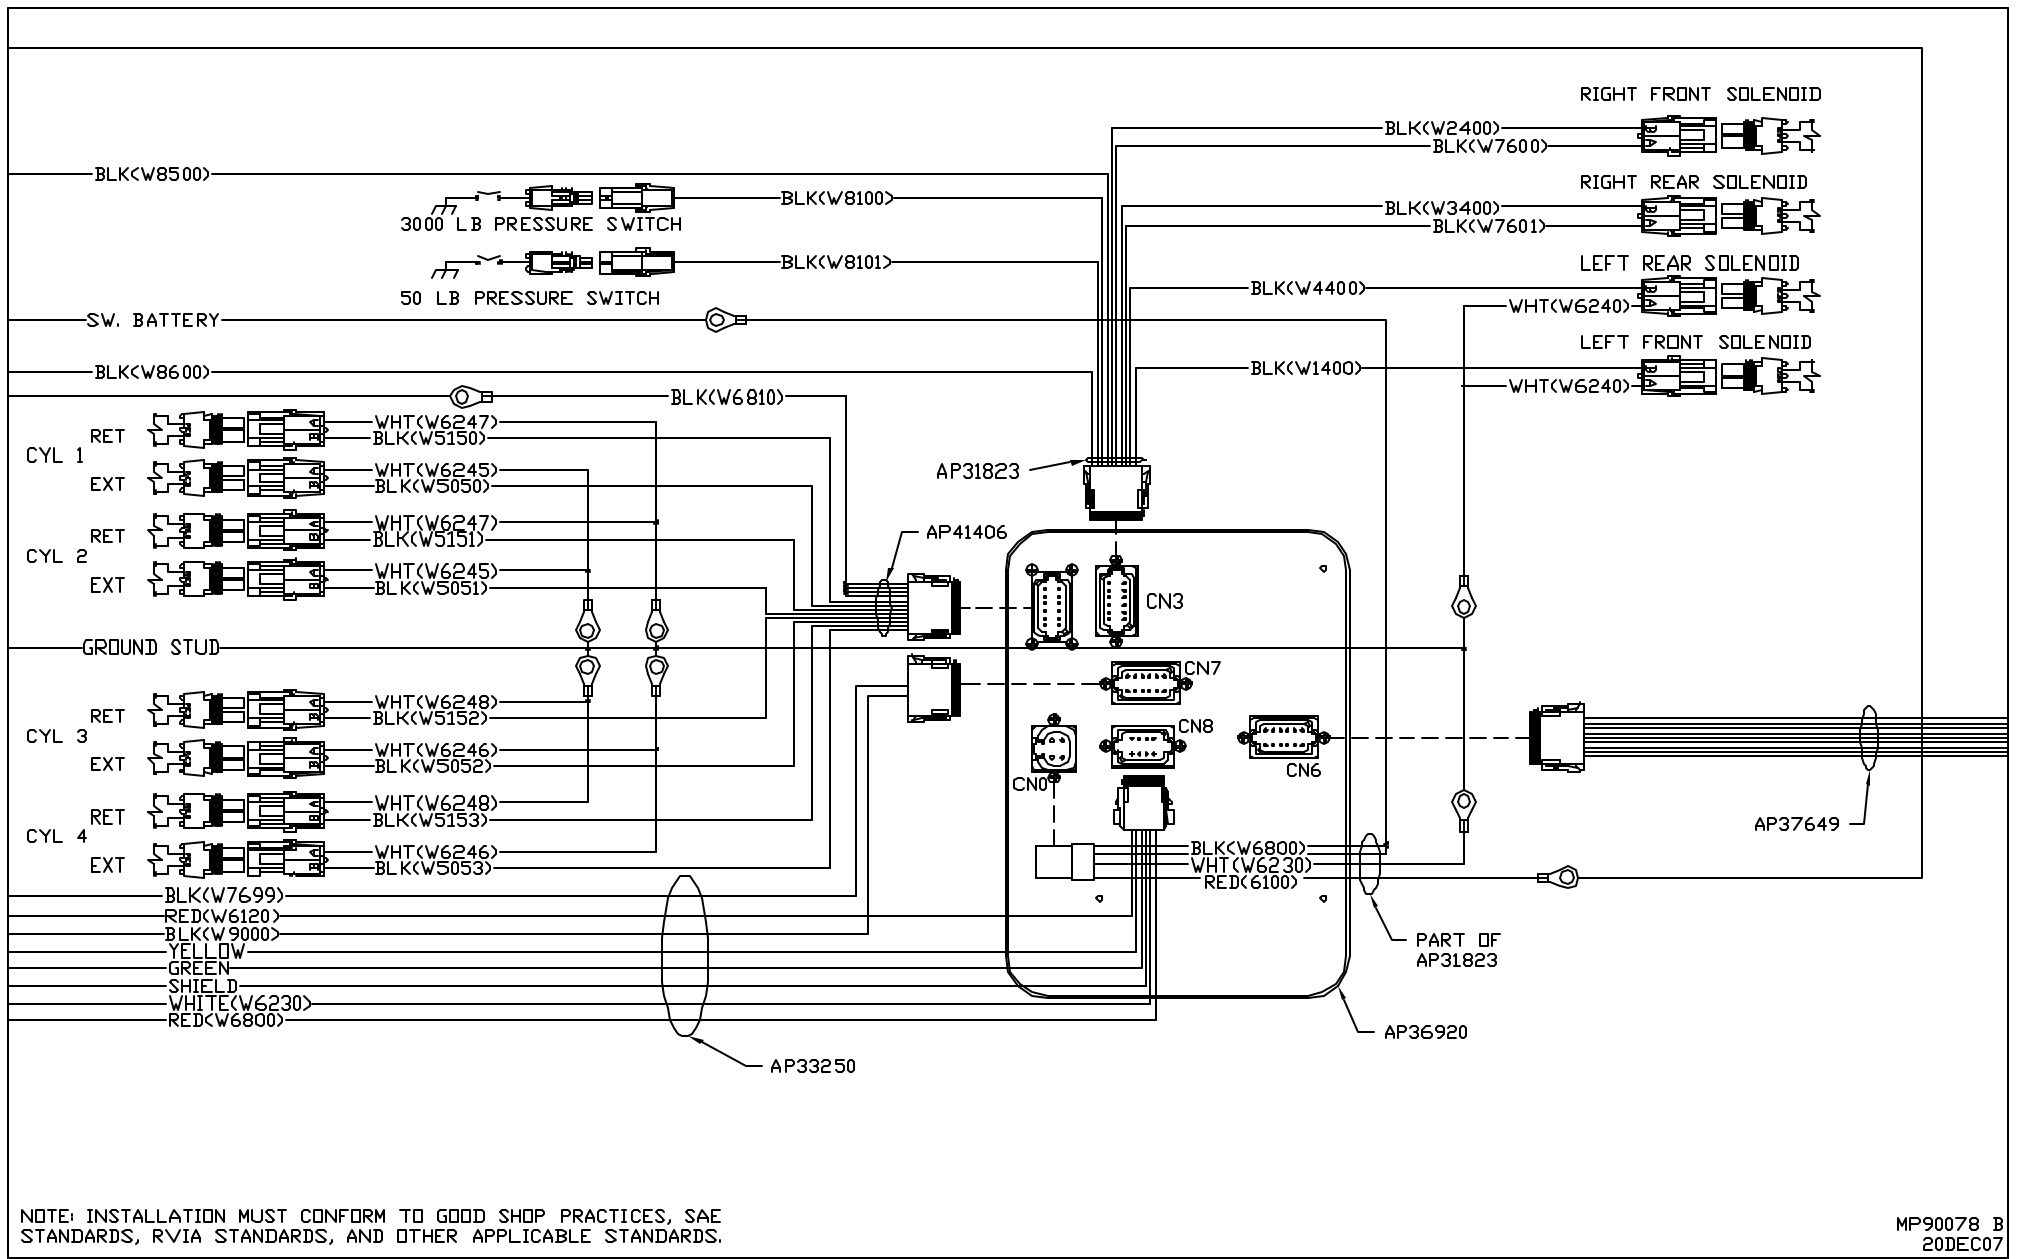 RIGHT FRONT SOLENOID
BLK(W2400)
BLK(W7600)
BLK(W8500)
RIGHT REAR SOLENOID
BLK(W8100)
BLK(W3400)
3000 LB PRESSURE SWITCH
BLK(W7601)
BLK(W8101)
LEFT REAR SOLENOID
BLK(W4400)
50 LB PRESSURE SWITCH
WHT(W6240)
SW. BATTERY
LEFT FRONT SOLENOID
BLK(W8600)
BLK(W1400)
WHT(W6240)
BLK(W6810)
CYL 1
RET
WHT(W6247)
BLK(W5150)
EXT
WHT(W6245)
BLK(W5050)
AP31823
CYL 2
RET
WHT(W6247)
BLK(W5151)
AP41406
EXT
WHT(W6245)
BLK(W5051)
CN3
GROUND STUD
CN7
CYL 3
RET
WHT(W6248)
BLK(W5152)
CN8
EXT
WHT(W6246)
BLK(W5052)
CN6
CN0
CYL 4
RET
WHT(W6248)
BLK(W5153)
AP37649
EXT
WHT(W6246)
BLK(W5053)
BLK(W6800)
WHT(W6230)
RED(6100)
BLK(W7699)
RED(W6120)
BLK(W9000)
YELLOW
GREEN
SHIELD
WHITE(W6230)
RED(W6800)
PART OF
AP31823
AP36920
AP33250
NOTE: INSTALLATION MUST CONFORM TO GOOD SHOP PRACTICES, SAE
STANDARDS, RVIA STANDARDS, AND OTHER APPLICABLE STANDARDS.
MP90078 B
20DEC07